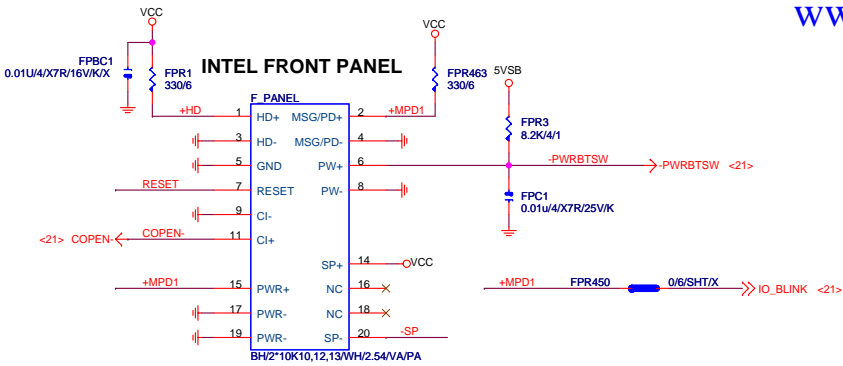 WW
VCC
VCC
FPBC1
0.01U/4/X7R/16V/K/X
FPR1
330/6
INTEL FRONT PANEL
FPR463
330/6
5VSB
F_PANEL
+HD
1
HD+
MSG/PD+
2
+MPD1
FPR3
8.2K/4/1
3
HD-
MSG/PD-
4
5
GND
PW+
6
-PWRBTSW
-PWRBTSW <21>
RESET
7
RESET
PW-
8
FPC1
0.01u/4/X7R/25V/K
9
CI-
<21> COPEN-
COPEN-
11
CI+
SP+
14
VCC
+MPD1
15
PWR+
NC
16
+MPD1
FPR450
0/6/SHT/X
IO_BLINK <21>
17
PWR-
NC
18
19
PWR-
SP-
20
-SP
BH/2*10K10,12,13/WH/2.54/VA/PA